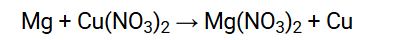 Mg + Cu(NO3)2 → Mg(NO3)2 + Cu